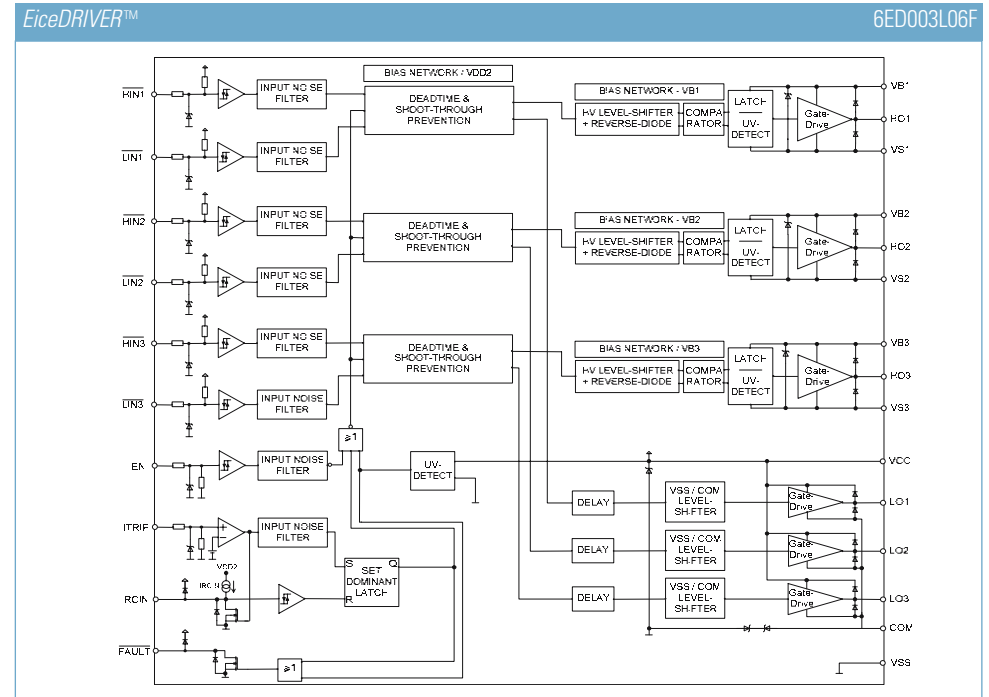 EiceDRIVER™ 6ED003L06F
BIAS NETWORK / VDD2
HIN1
INPUT NOISE
FILTER
DEADTIME &
SHOOT-THROUGH
PREVENTION
BIAS NETWORK - VB1
HV LEVEL-SHIFTER
+ REVERSE-DIODE
COMPA
RATOR
LATCH
UV-
DETECT
Gate-
Drive
VB1
HO1
VS1
LIN1
INPUT NOISE
FILTER
HIN2
INPUT NOISE
FILTER
DEADTIME &
SHOOT-THROUGH
PREVENTION
BIAS NETWORK - VB2
HV LEVEL-SHIFTER
+ REVERSE-DIODE
COMPA
RATOR
LATCH
UV-
DETECT
Gate-
Drive
VB2
HO2
VS2
LIN2
INPUT NOISE
FILTER
HIN3
INPUT NOISE
FILTER
DEADTIME &
SHOOT-THROUGH
PREVENTION
BIAS NETWORK / VB3
HV LEVEL-SHIFTER
+ REVERSE-DIODE
COMPA
RATOR
LATCH
UV-
DETECT
Gate-
Drive
VB3
HO3
VS3
LIN3
INPUT NOISE
FILTER
≥1
EN
INPUT NOISE
FILTER
UV-
DETECT
VCC
DELAY
VSS / COM
LEVEL-
SHIFTER
Gate-
Drive
LO1
ITRIP
+
−
INPUT NOISE
FILTER
DELAY
VSS / COM
LEVEL-
SHIFTER
Gate-
Drive
LO2
VDD2
IRCIN
S Q
SET
DOMINANT
LATCH
R
RCIN
DELAY
VSS / COM
LEVEL-
SHIFTER
Gate-
Drive
LO3
COM
FAULT
≥1
VSS